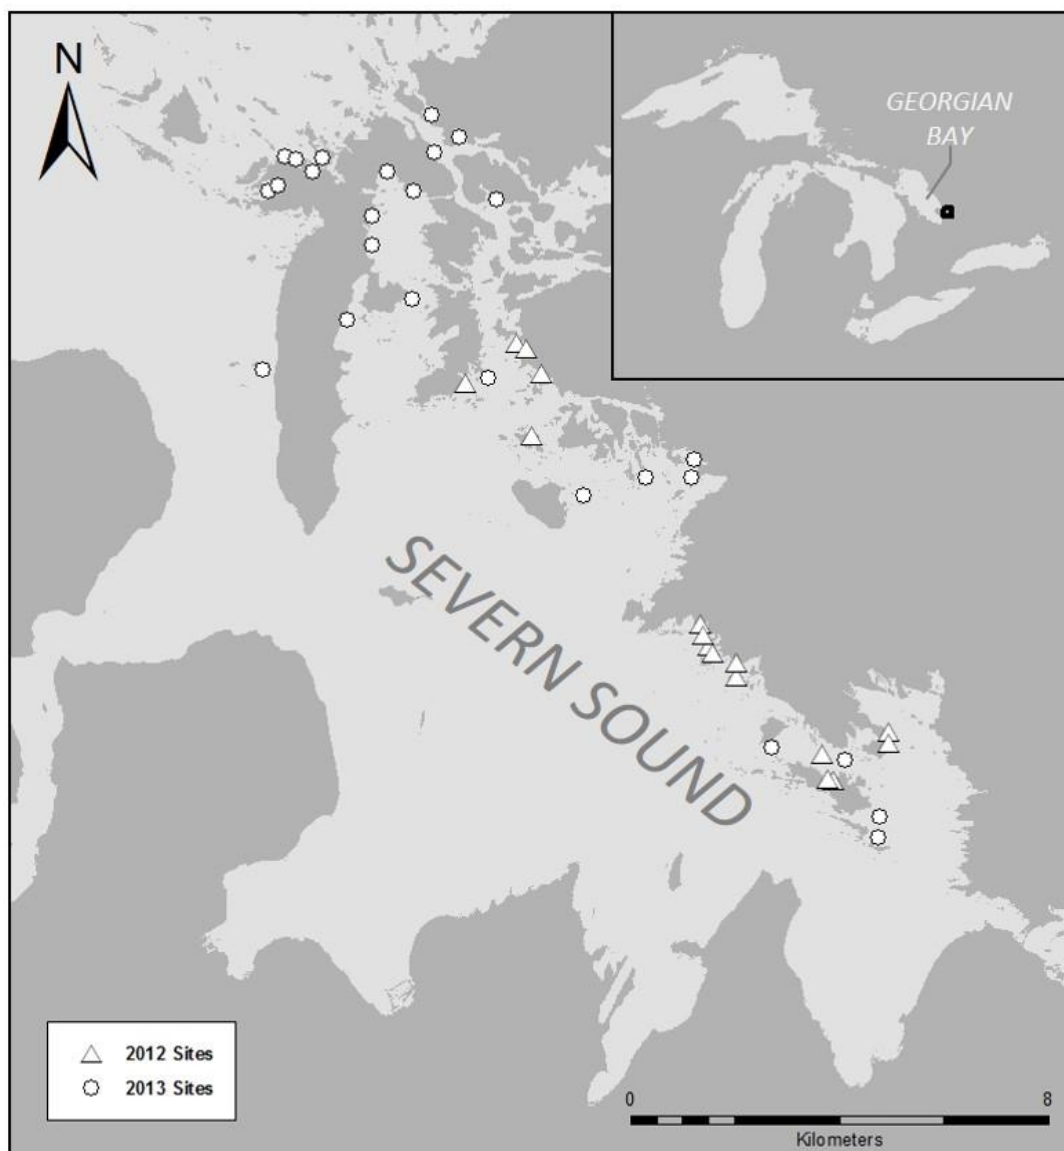 N
GEORGIAN
BAY
SEVERN SOUND
2012 Sites
2013 Sites
0 8
Kilometers